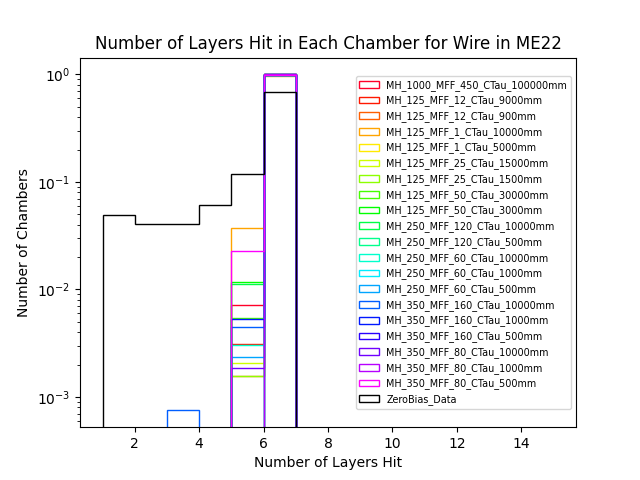 Number of Layers Hit in Each Chamber for Wire in ME22
Number of Chambers
10⁰
10⁻¹
10⁻²
10⁻³
MH_1000_MFF_450_CTau_100000mm
MH_125_MFF_12_CTau_9000mm
MH_125_MFF_12_CTau_900mm
MH_125_MFF_1_CTau_10000mm
MH_125_MFF_1_CTau_5000mm
MH_125_MFF_25_CTau_15000mm
MH_125_MFF_25_CTau_1500mm
MH_125_MFF_50_CTau_30000mm
MH_125_MFF_50_CTau_3000mm
MH_250_MFF_120_CTau_10000mm
MH_250_MFF_120_CTau_500mm
MH_250_MFF_60_CTau_10000mm
MH_250_MFF_60_CTau_1000mm
MH_250_MFF_60_CTau_500mm
MH_350_MFF_160_CTau_10000mm
MH_350_MFF_160_CTau_1000mm
MH_350_MFF_160_CTau_500mm
MH_350_MFF_80_CTau_10000mm
MH_350_MFF_80_CTau_1000mm
MH_350_MFF_80_CTau_500mm
ZeroBias_Data
2 4 6 8 10 12 14
Number of Layers Hit